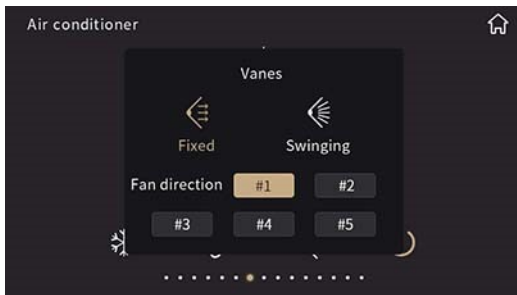 Air conditioner
Vanes
Fixed Swinging
Fan direction #1 #2
#3 #4 #5